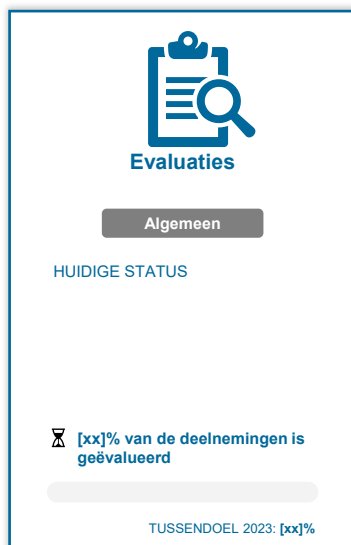 Evaluaties
Algemeen
HUIDIGE STATUS
[xx]% van de deelnemingen is
geëvalueerd
TUSSENDOEL 2023: [xx]%